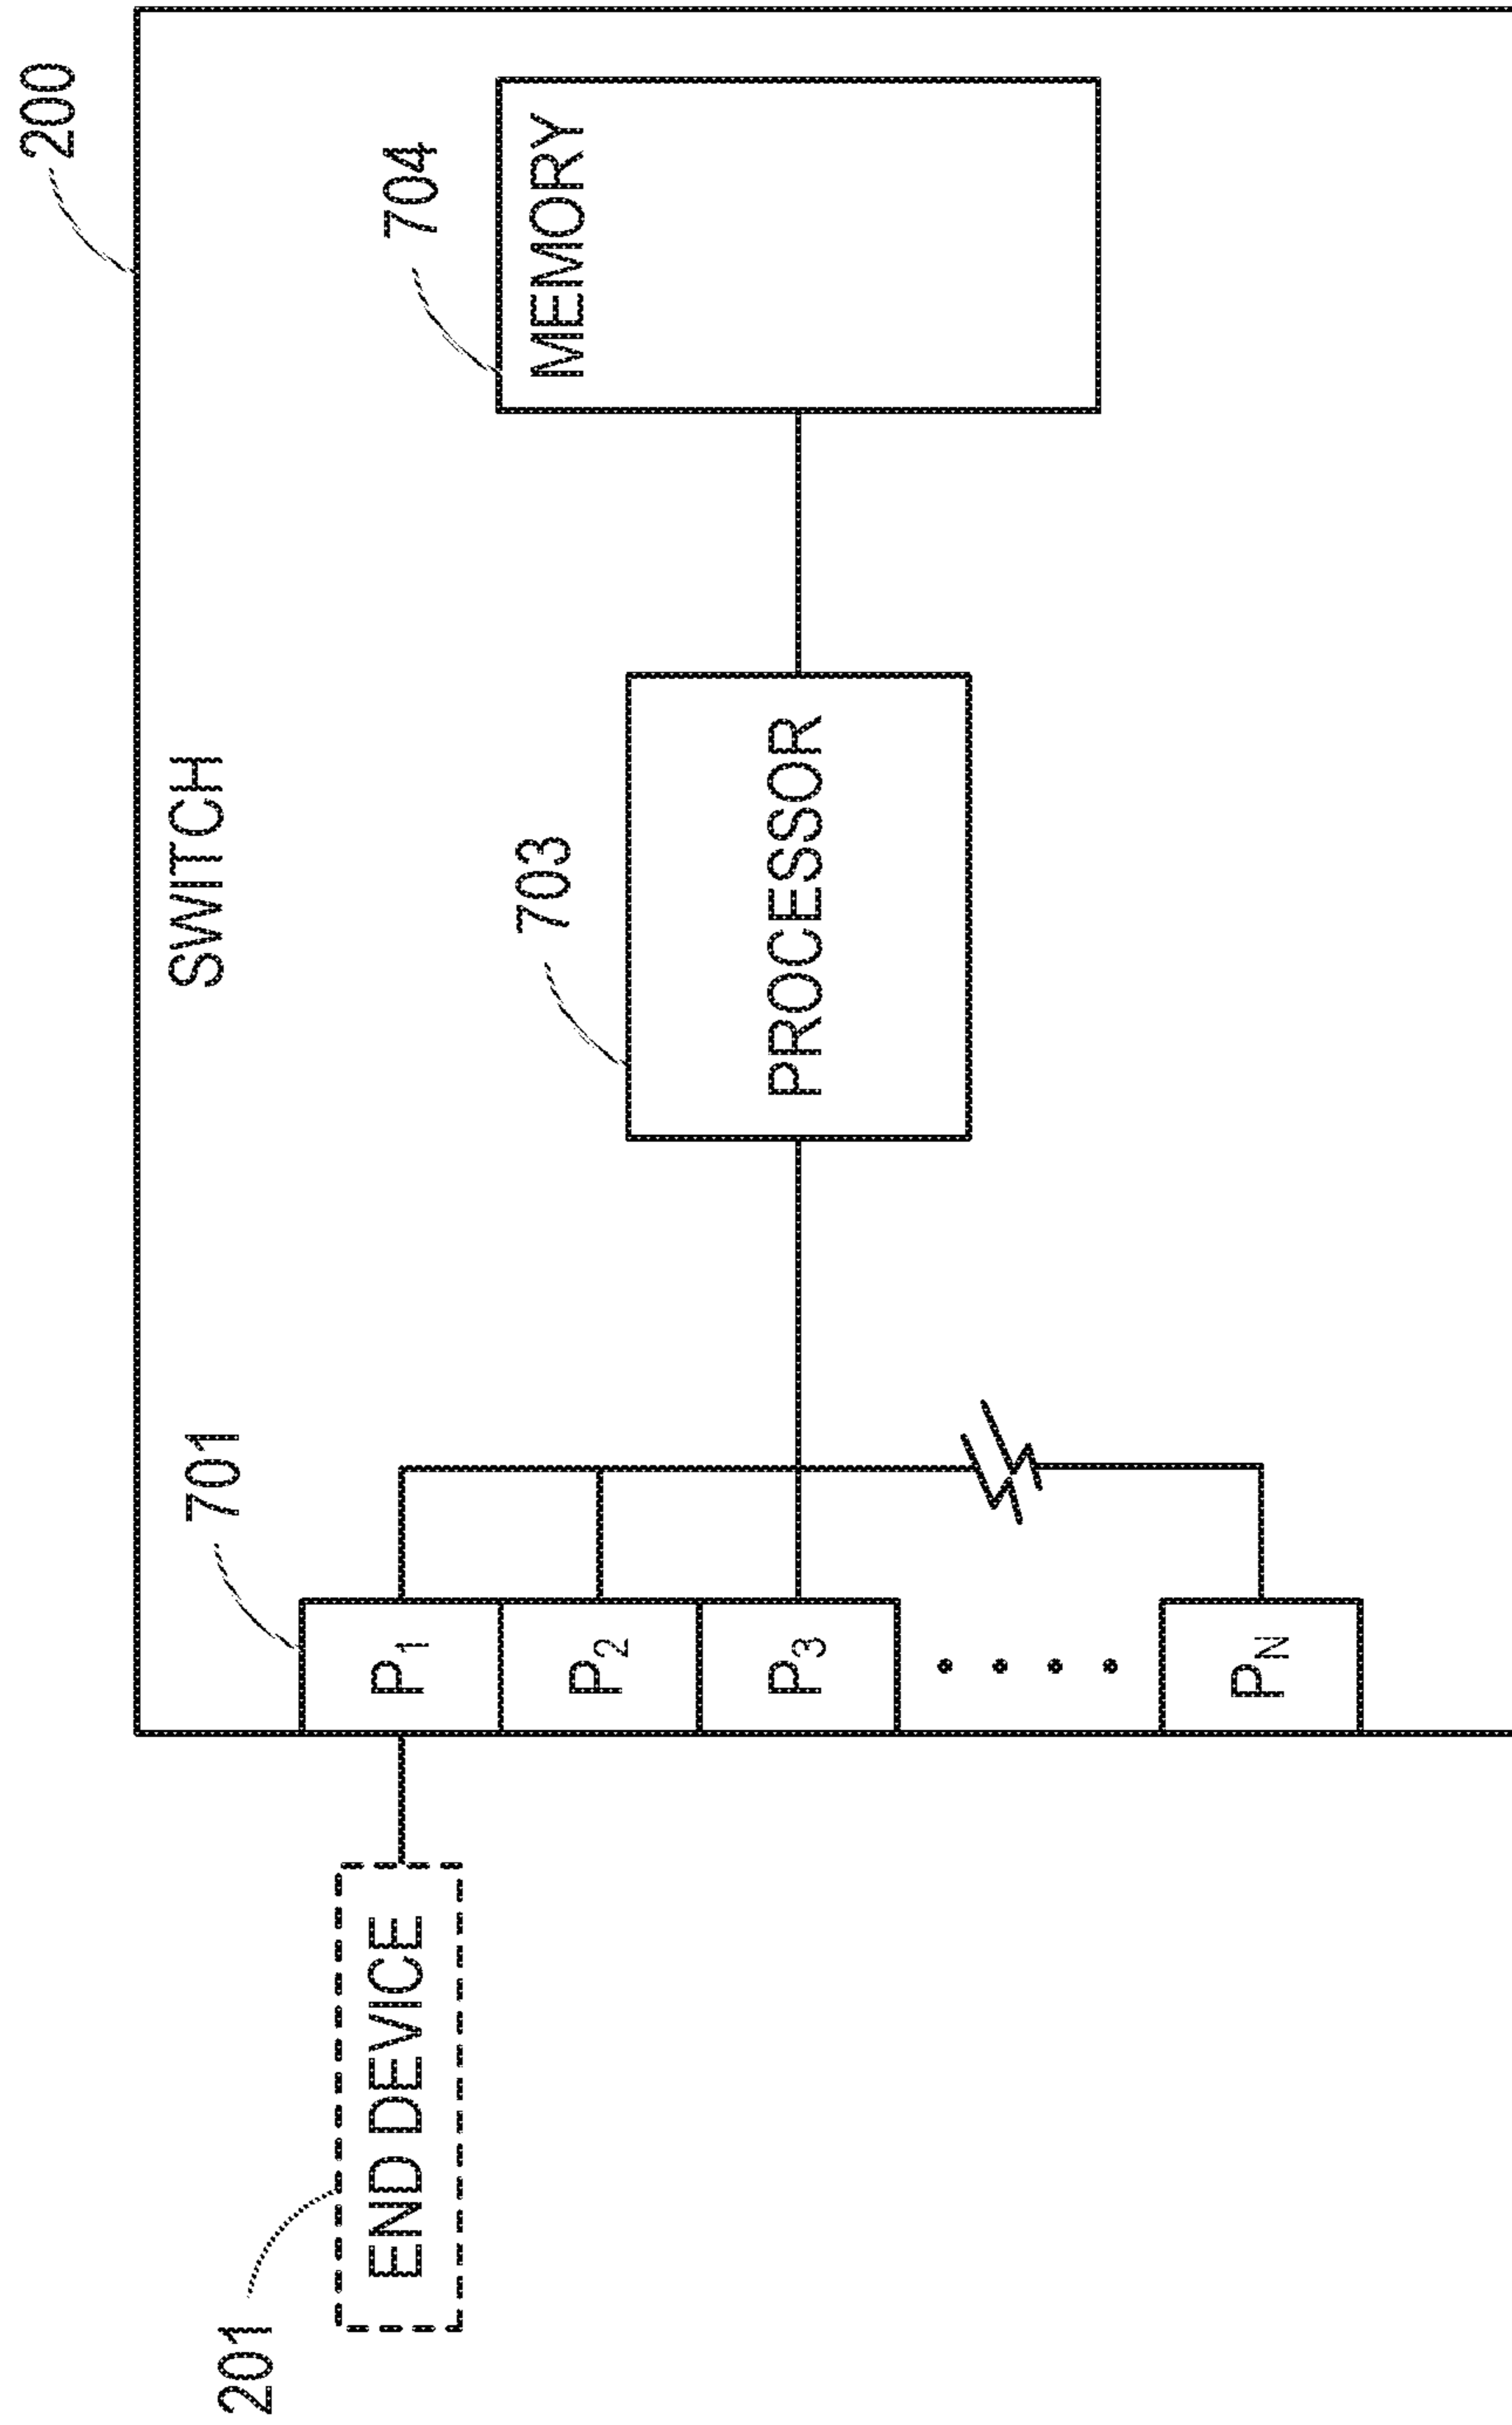 200
SWITCH
704
MEMORY
703
PROCESSOR
701
P1
P2
P3
PN
201
END DEVICE